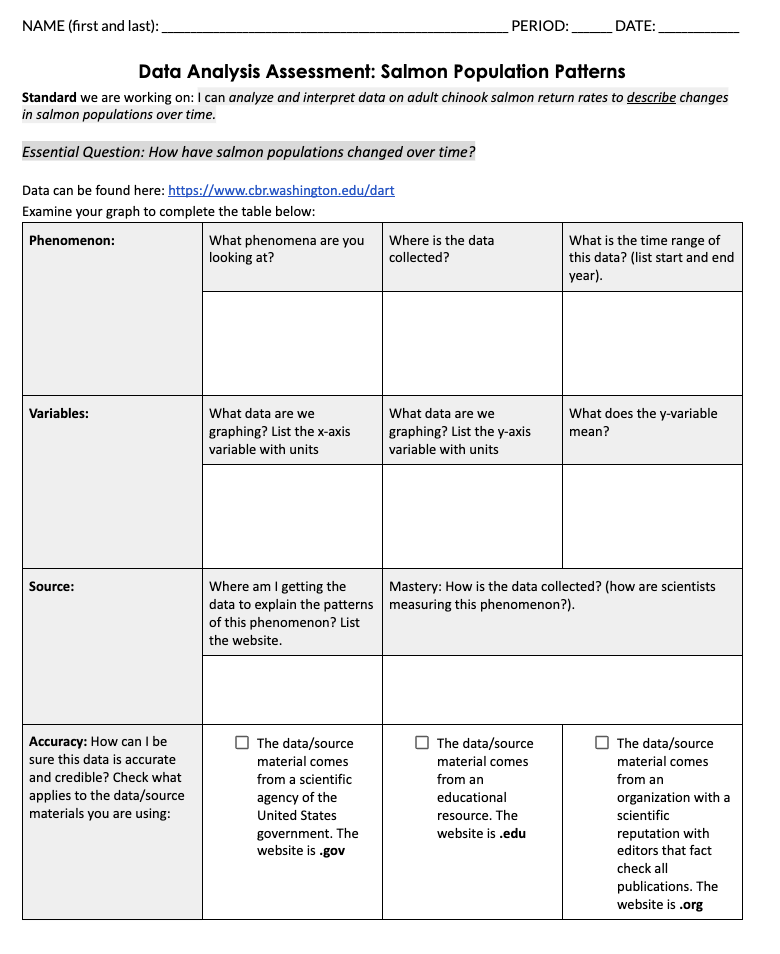 NAME (first and last): ___________________________________________ PERIOD: _____ DATE: __________
Data Analysis Assessment: Salmon Population Patterns
Standard we are working on: I can analyze and interpret data on adult chinook salmon return rates to describe changes
in salmon populations over time.
Essential Question: How have salmon populations changed over time?
Data can be found here: https://www.cbr.washington.edu/dart
Examine your graph to complete the table below:
Phenomenon:
What phenomena are you
looking at?
Where is the data
collected?
What is the time range of
this data? (list start and end
year).
Variables:
What data are we
graphing? List the x-axis
variable with units
What data are we
graphing? List the y-axis
variable with units
What does the y-variable
mean?
Source:
Where am I getting the
data to explain the patterns
of this phenomenon? List
the website.
Mastery: How is the data collected? (how are scientists
measuring this phenomenon?).
Accuracy: How can I be
sure this data is accurate
and credible? Check what
applies to the data/source
materials you are using:
The data/source
material comes
from a scientific
agency of the
United States
government. The
website is .gov
The data/source
material comes
from an
educational
resource. The
website is .edu
The data/source
material comes
from an
organization with a
scientific
reputation with
editors that fact
check all
publications. The
website is .org